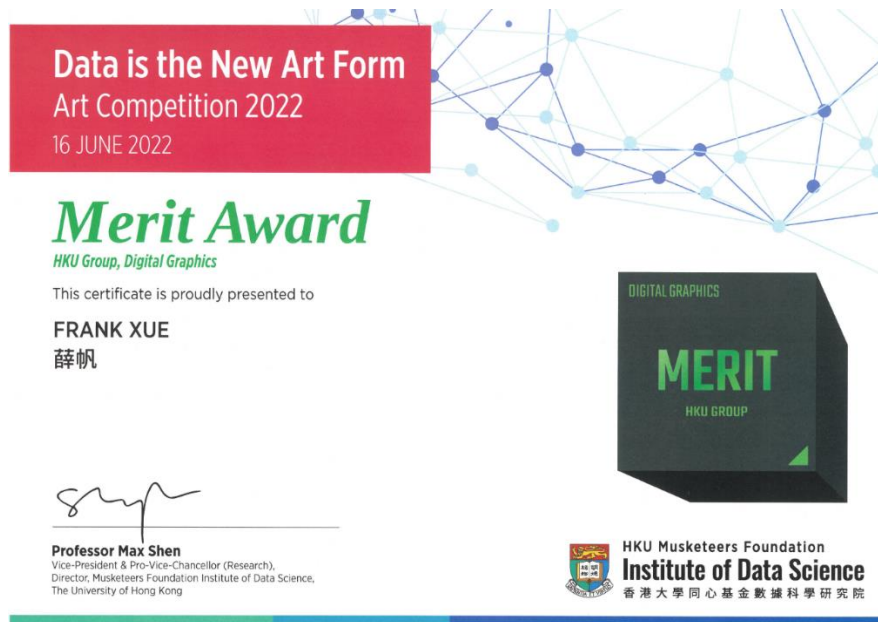 Data is the New Art Form
Art Competition 2022
16 JUNE 2022
Merit Award
HKU Group, Digital Graphics
This certificate is proudly presented to
FRANK XUE
薛帆
DIGITAL GRAPHICS
MERIT
HKU GROUP
Professor Max Shen
Vice-President & Pro-Vice-Chancellor (Research),
Director, Musketeers Foundation Institute of Data Science,
The University of Hong Kong
HKU Musketeers Foundation
Institute of Data Science
香港大學同心基金數據科學研究院